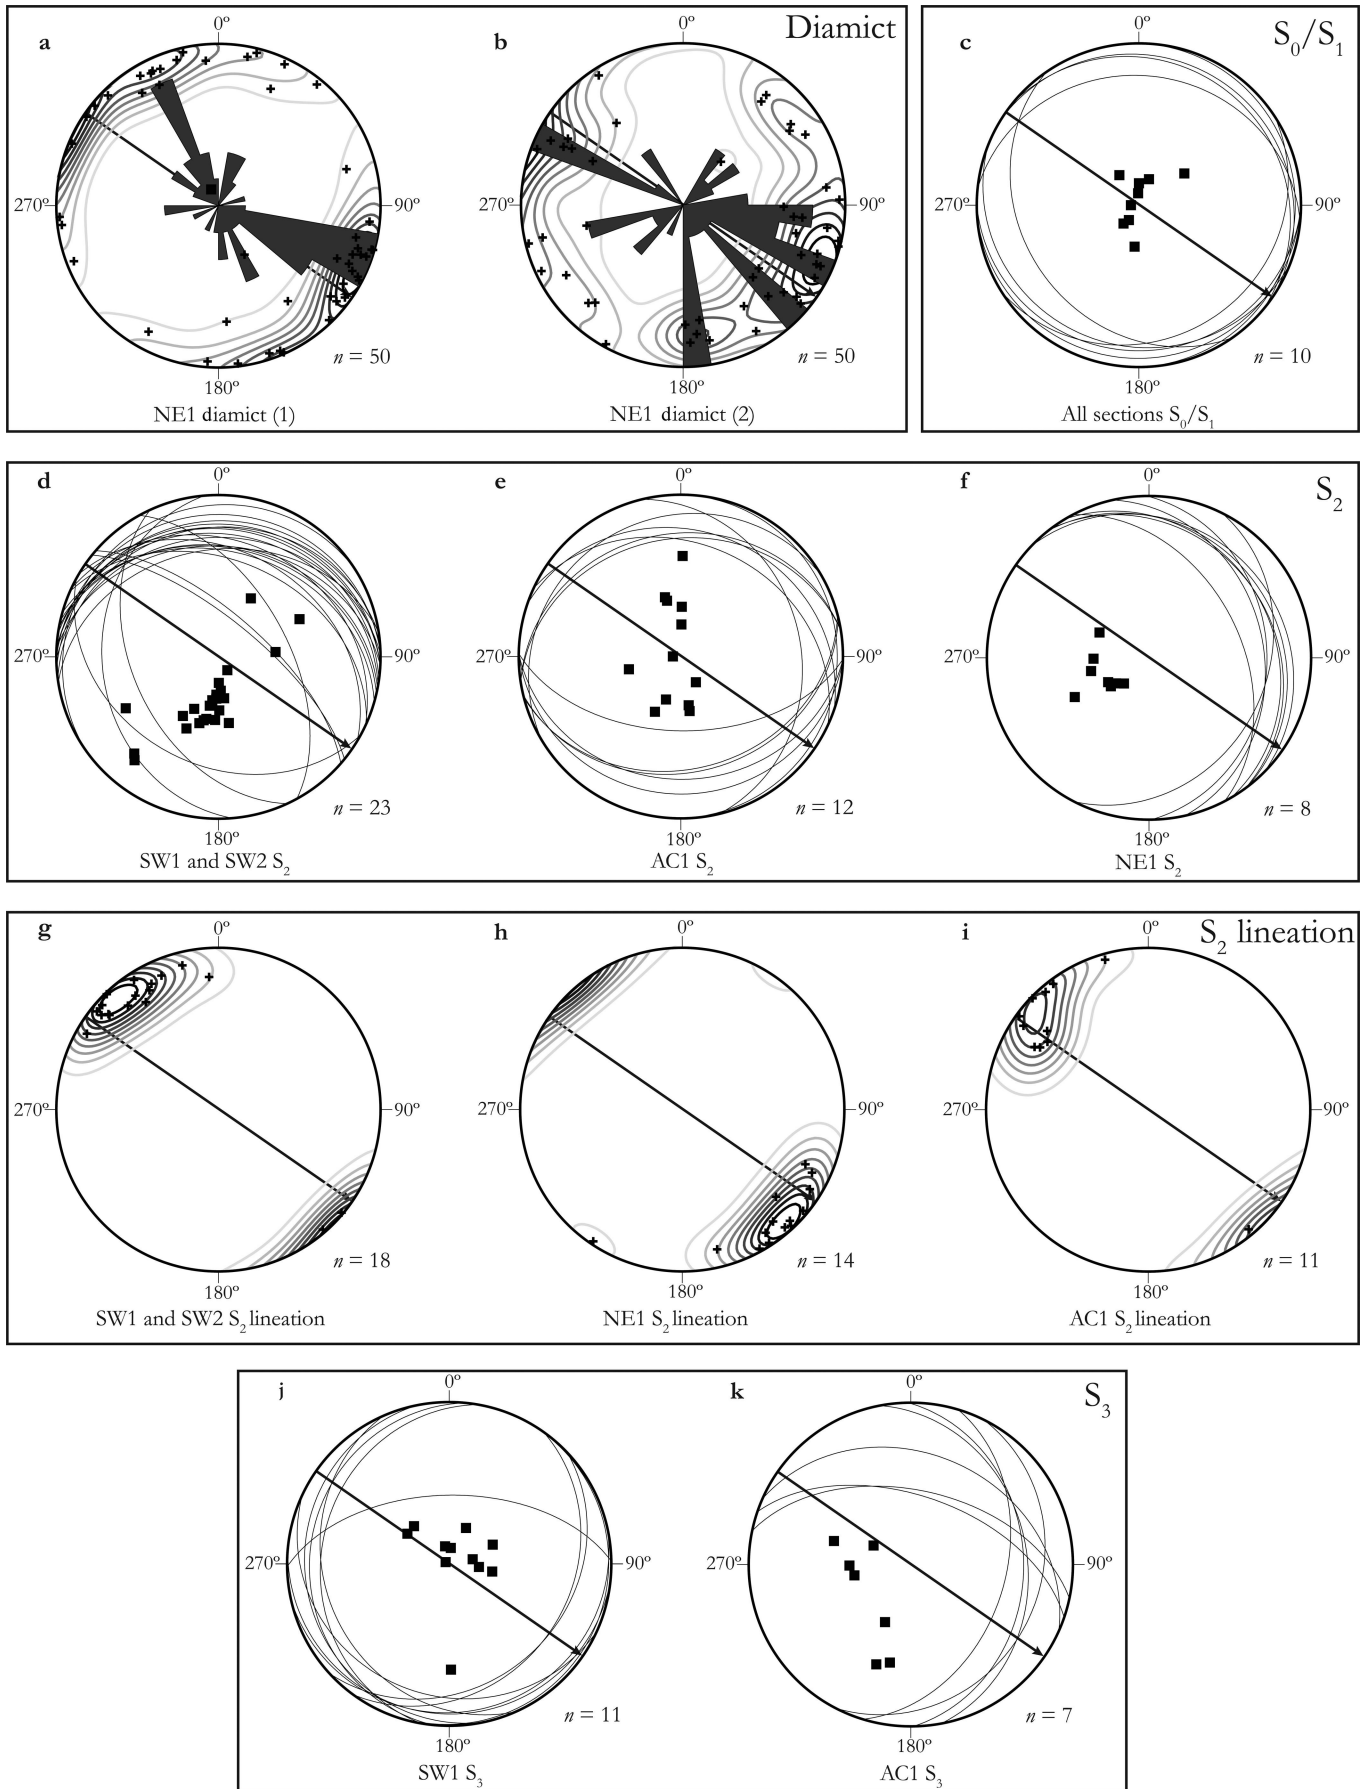 a 0º b 0º Diamict c 0º S0/S1
270º 90º 270º 90º 270º 90º
n = 50 n = 50 n = 10
180º 180º 180º
NE1 diamict (1) NE1 diamict (2) All sections S0/S1
d 0º e 0º f 0º S2
270º 90º 270º 90º 270º 90º
n = 23 n = 12 n = 8
180º 180º 180º
SW1 and SW2 S2 AC1 S2 NE1 S2
g 0º h 0º i 0º S2 lineation
270º 90º 270º 90º 270º 90º
n = 18 n = 14 n = 11
180º 180º 180º
SW1 and SW2 S2 lineation NE1 S2 lineation AC1 S2 lineation
j 0º k 0º S3
270º 90º 270º 90º
n = 11 n = 7
180º 180º
SW1 S3 AC1 S3